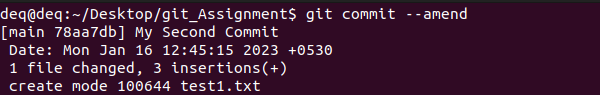 deq@deq:~/Desktop/git_Assignment$ git commit --amend
[main 78aa7db] My Second Commit
 Date: Mon Jan 16 12:45:15 2023 +0530
 1 file changed, 3 insertions(+)
 create mode 100644 test1.txt